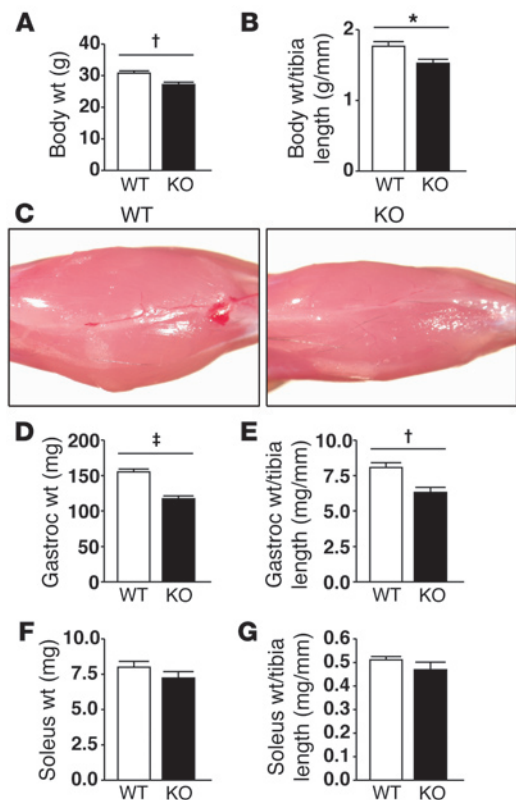 A
†
Body wt (g)
40
30
20
10
0
WT KO
B
*
Body wt/tibia
length (g/mm)
2
1
0
WT KO
C
WT KO
D
‡
Gastroc wt (mg)
200
150
100
50
0
WT KO
E
†
Gastroc wt/tibia
length (mg/mm)
10.0
7.5
5.0
2.5
0.0
WT KO
F
Soleus wt (mg)
10.0
7.5
5.0
2.5
0.0
WT KO
G
Soleus wt/tibia
length (mg/mm)
0.6
0.5
0.4
0.3
0.2
0.1
0.0
WT KO